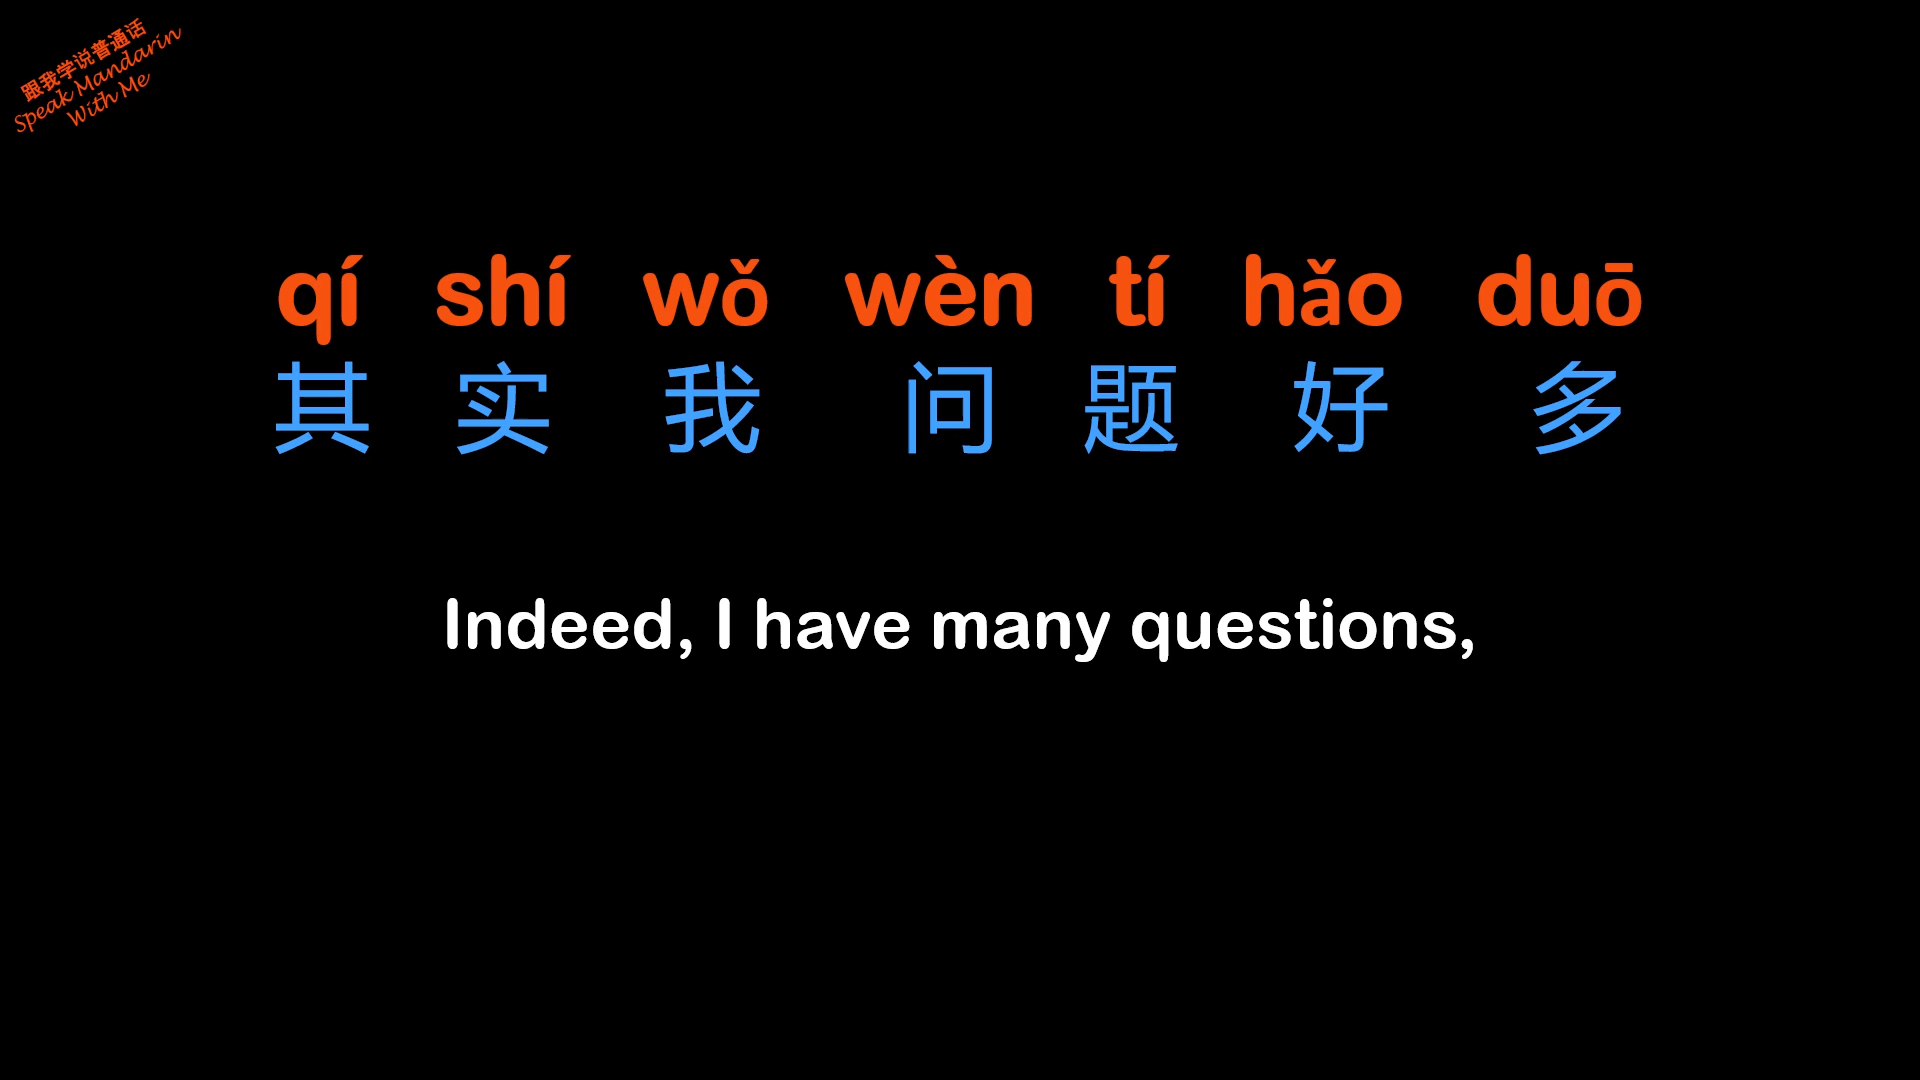 跟我学说普通话
Speak Mandarin
With Me
qí shí wǒ wèn tí hǎo duō
其 实 我 问 题 好 多
Indeed, I have many questions,